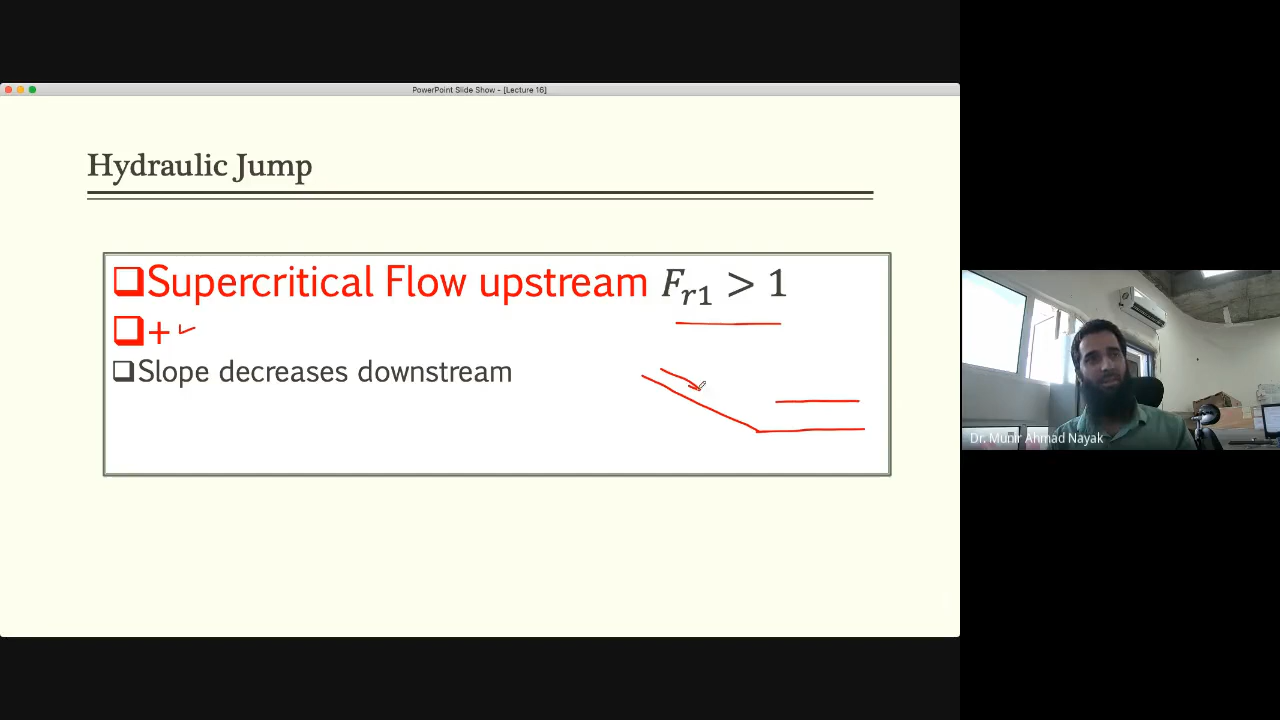 PowerPoint Slide Show - [Lecture 16]
Hydraulic Jump
❑Supercritical Flow upstream 𝐹𝑟1 > 1
❑+
❑Slope decreases downstream
Dr. Munir Ahmad Nayak